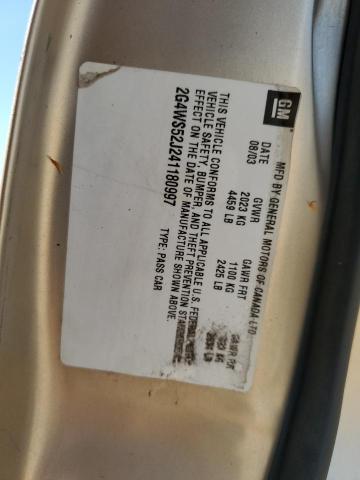 GM
MFD BY GENERAL MOTORS OF CANADA LTD
DATE GVWR GAWR FRT GAWR RR
08/03 2023 KG 1100 KG KG
4459 LB 2425 LB LB
THIS VEHICLE CONFORMS TO ALL APPLICABLE U.S. FEDERAL
VEHICLE SAFETY, BUMPER, AND THEFT PREVENTION STANDARDS
EFFECT ON THE DATE OF MANUFACTURE SHOWN ABOVE.
2G4WS52J241180997 TYPE: PASS CAR